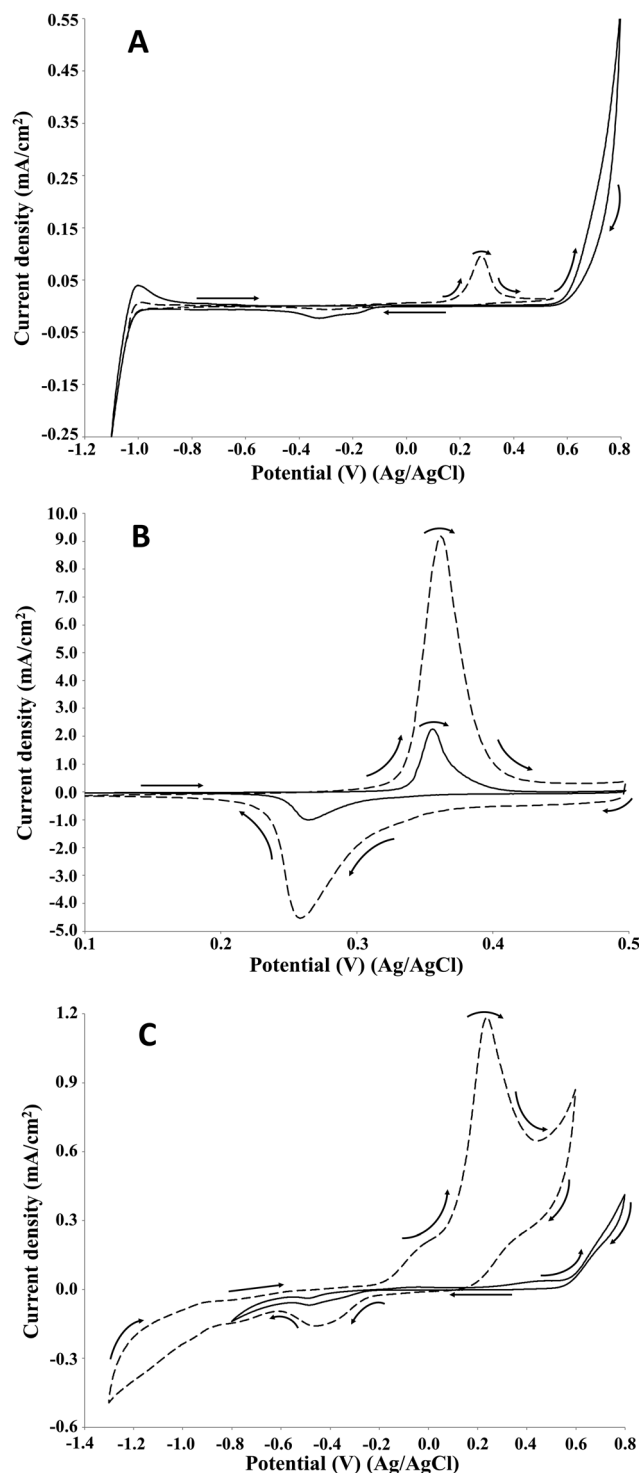 A
Current density (mA/cm²)
0.55
0.45
0.35
0.25
0.15
0.05
-0.05
-0.15
-0.25
-1.2 -1.0 -0.8 -0.6 -0.4 -0.2 0.0 0.2 0.4 0.6 0.8
Potential (V) (Ag/AgCl)
B
Current density (mA/cm²)
10.0
9.0
8.0
7.0
6.0
5.0
4.0
3.0
2.0
1.0
0.0
-1.0
-2.0
-3.0
-4.0
-5.0
0.1 0.2 0.3 0.4 0.5
Potential (V) (Ag/AgCl)
C
Current density (mA/cm²)
1.2
0.9
0.6
0.3
0.0
-0.3
-0.6
-1.4 -1.2 -1.0 -0.8 -0.6 -0.4 -0.2 0.0 0.2 0.4 0.6 0.8
Potential (V) (Ag/AgCl)